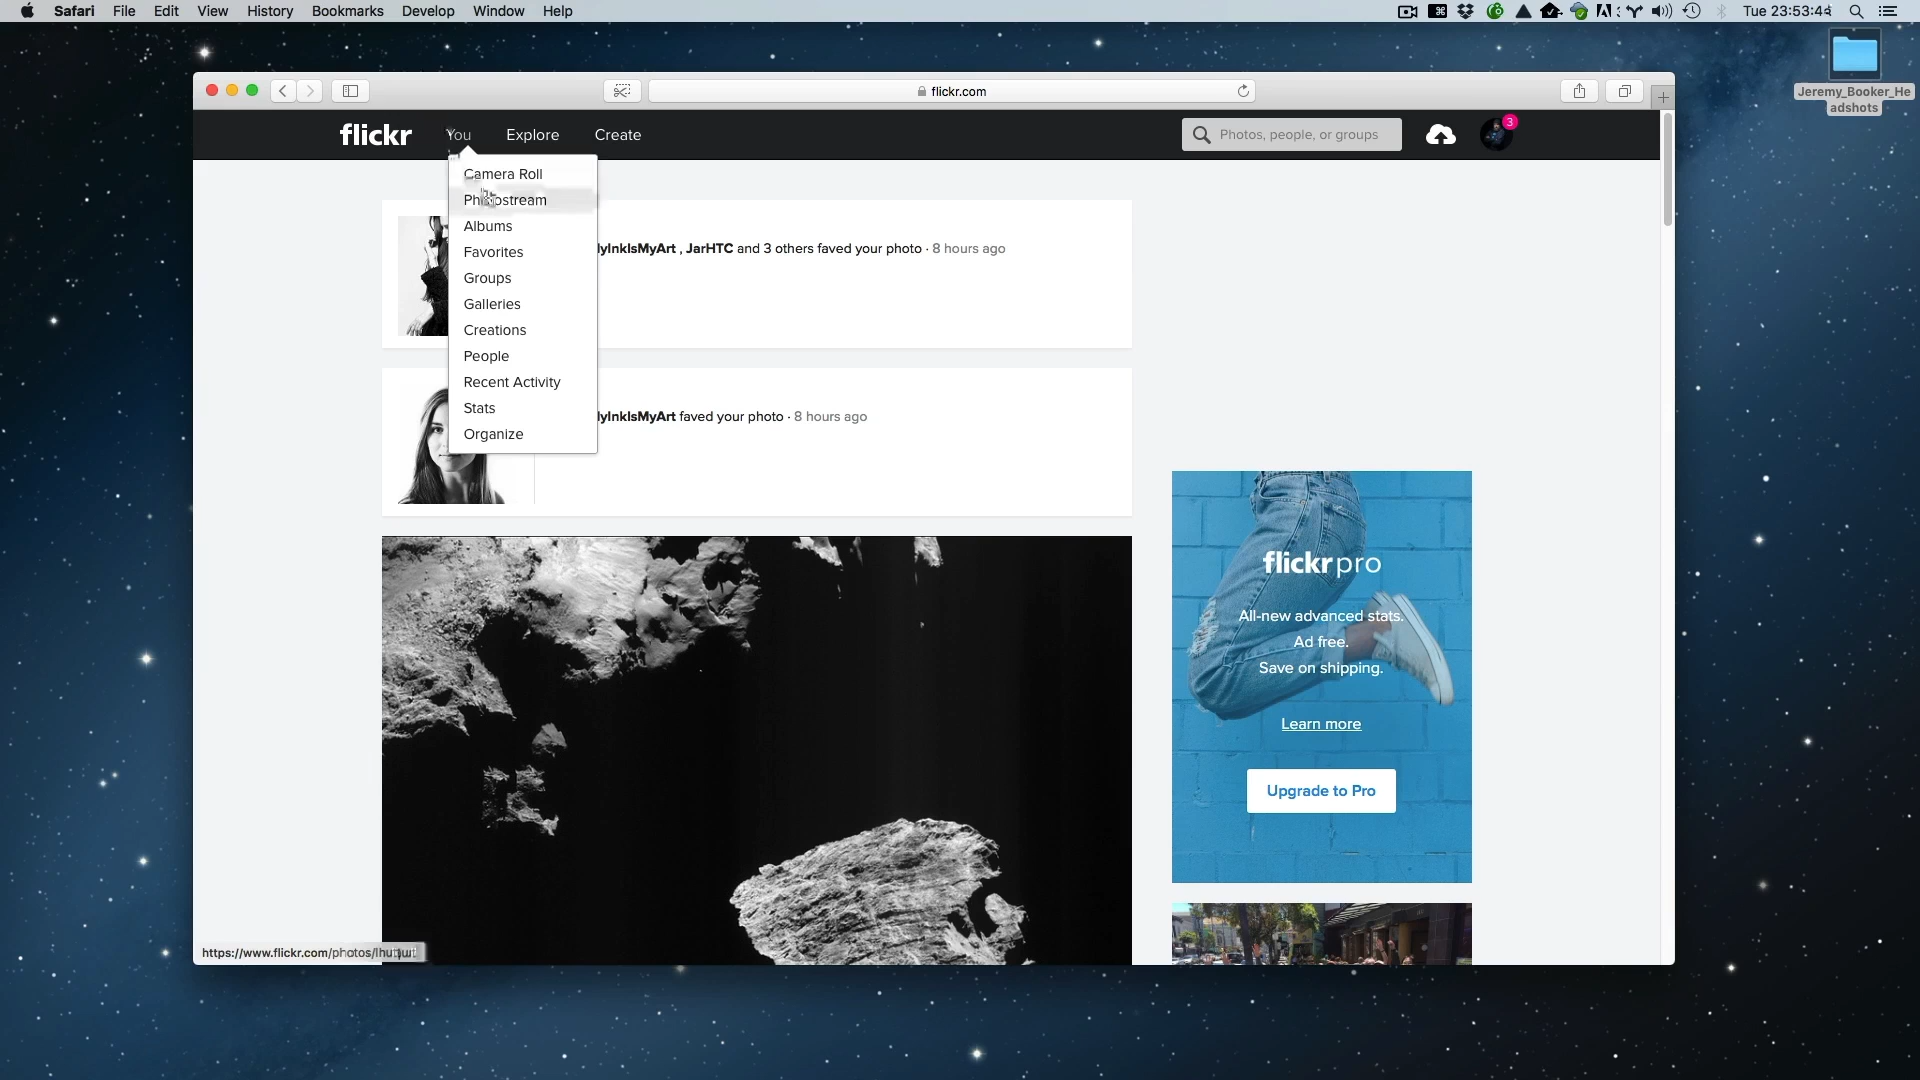 Safari File Edit View History Bookmarks Develop Window Help
Tue 23:53:44
Jeremy_Booker_He
adshots
flickr.com
flickr You Explore Create
Photos, people, or groups
3
Camera Roll
Photostream
Albums
Favorites
Groups
Galleries
Creations
People
Recent Activity
Stats
Organize
yInkIsMyArt , JarHTC and 3 others faved your photo · 8 hours ago
yInkIsMyArt faved your photo · 8 hours ago
flickr pro
All-new advanced stats.
Ad free.
Save on shipping.
Learn more
Upgrade to Pro
https://www.flickr.com/photos/